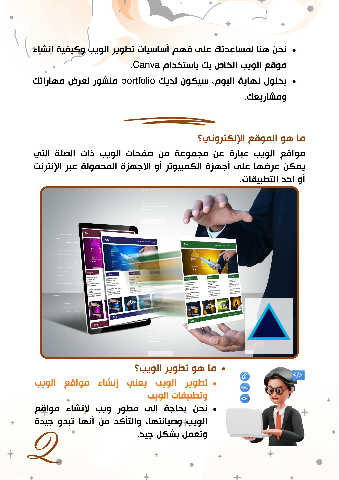 نحن هنا لمساعدتك على فهم أساسيات تطوير الويب وكيفية إنشاء
موقع الويب الخاص بك باستخدام Canva.
بحلول نهاية اليوم، سيكون لديك portfolio منشور لعرض مهاراتك
ومشاريعك.
ما هو الموقع الإلكتروني؟
مواقع الويب عبارة عن مجموعة من صفحات الويب ذات الصلة التي
يمكن عرضها على أجهزة الكمبيوتر أو الأجهزة المحمولة عبر الإنترنت
أو احد التطبيقات.
ما هو تطوير الويب؟
تطوير الويب يعني إنشاء مواقع الويب
وتطبيقات الويب
نحن بحاجة إلى مطور ويب لإنشاء مواقع
الويب وصيانتها، والتأكد من أنها تبدو جيدة
وتعمل بشكل جيد.
2